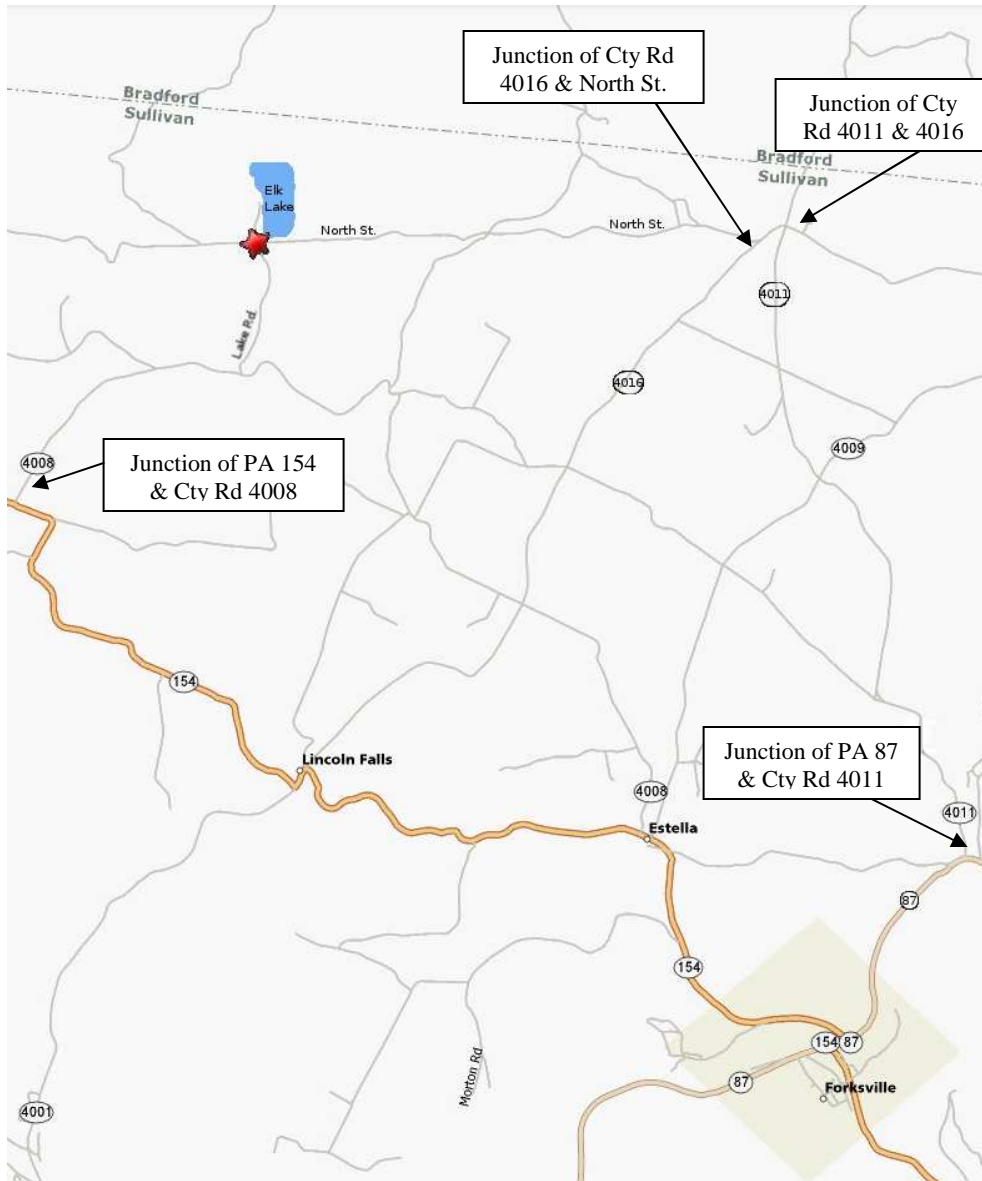 Junction of Cty Rd
4016 & North St.
Junction of Cty
Rd 4011 & 4016
Bradford
Sullivan
Bradford
Sullivan
Elk
Lake
North St.
North St.
4011
Lake Rd.
4016
4009
4008
Junction of PA 154
& Cty Rd 4008
154
Lincoln Falls
Junction of PA 87
& Cty Rd 4011
4008
4011
Estella
87
154
154
87
87
Forksville
Morton Rd
4001